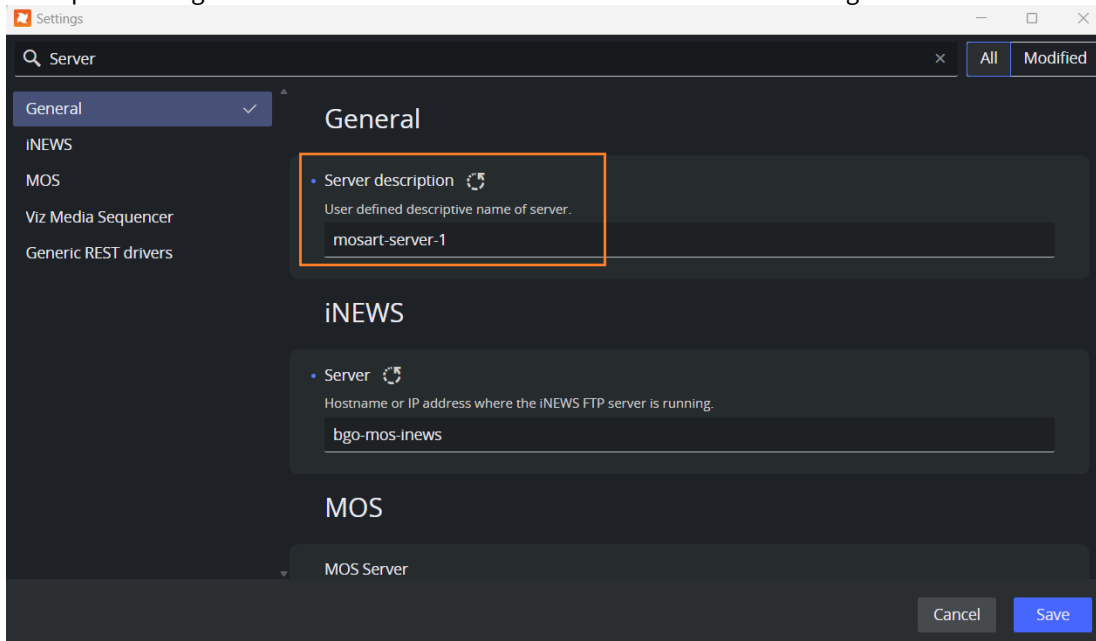 Settings
Server
All
Modified
General
iNEWS
MOS
Viz Media Sequencer
Generic REST drivers
General
Server description
User defined descriptive name of server.
mosart-server-1
iNEWS
Server
Hostname or IP address where the iNEWS FTP server is running.
bgo-mos-inews
MOS
MOS Server
Cancel
Save